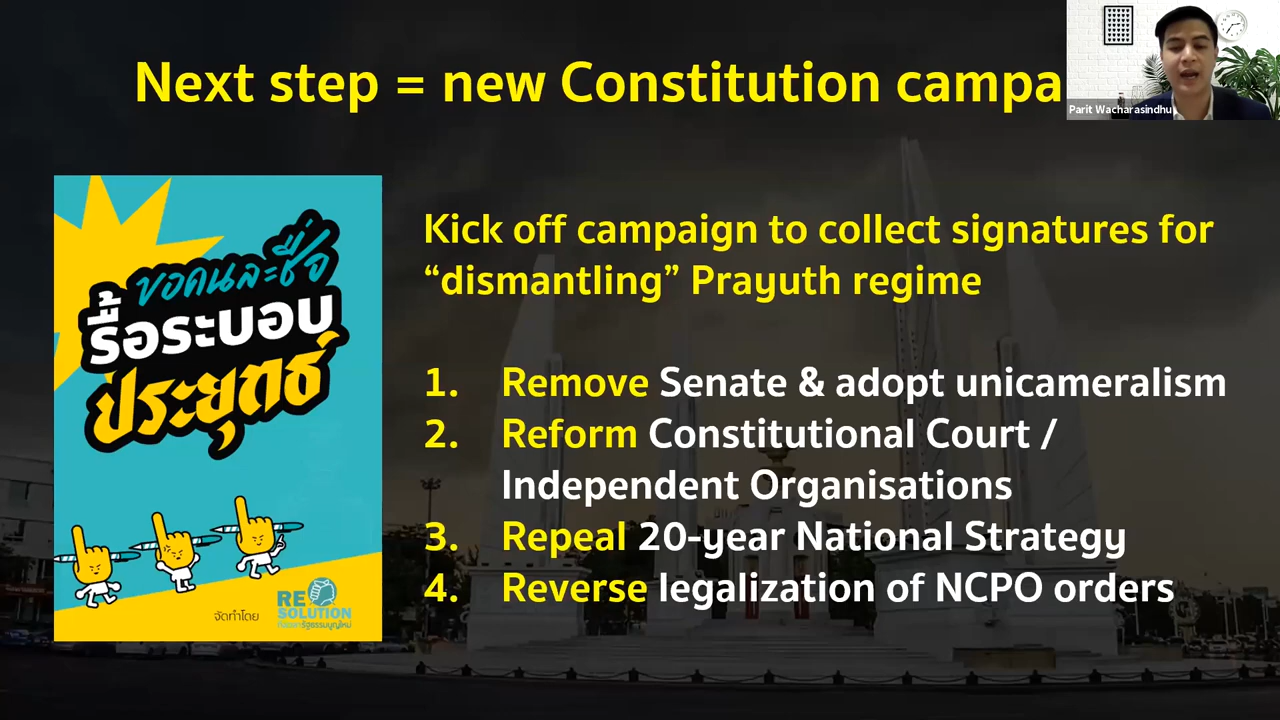 Next step = new Constitution campa
Parit Wacharasindhu
ขอคนละชื่อ
รื้อระบอบ
ประยุทธ์
จัดทำโดย
RE
SOLUTION
Kick off campaign to collect signatures for
“dismantling” Prayuth regime
1. Remove Senate & adopt unicameralism
2. Reform Constitutional Court /
Independent Organisations
3. Repeal 20-year National Strategy
4. Reverse legalization of NCPO orders